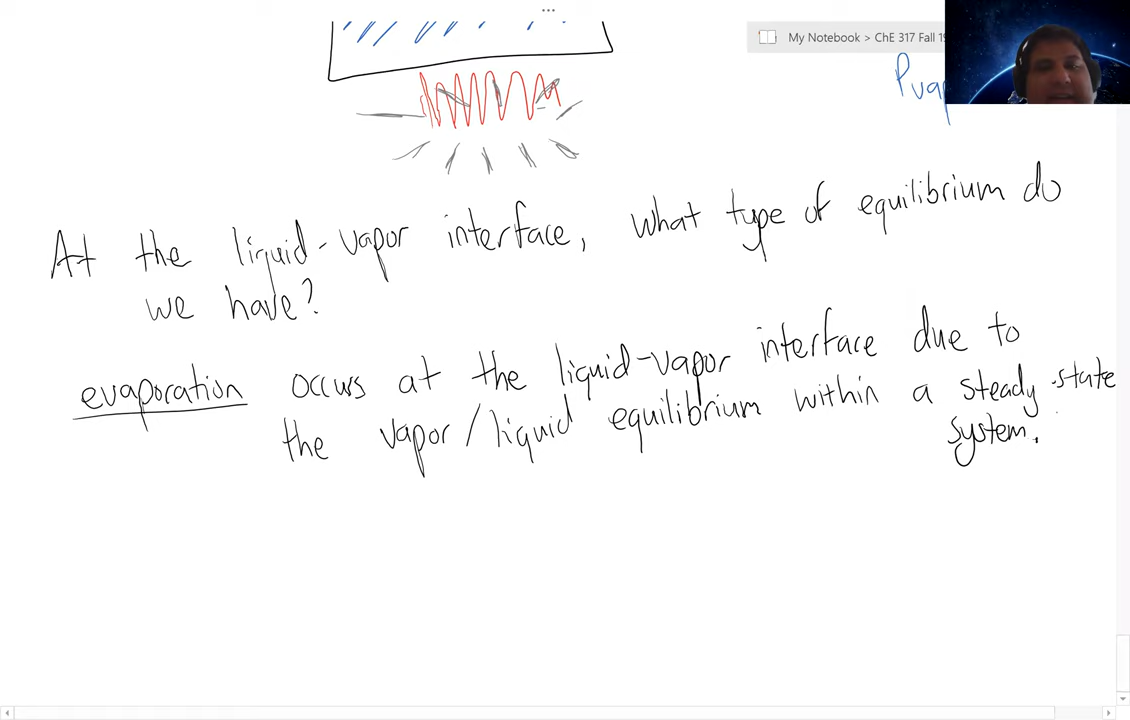 My Notebook > ChE 317 Fall 19
Pvap
At the liquid-vapor interface, what type of equilibrium do
we have?
evaporation occurs at the liquid-vapor interface due to
the vapor/liquid equilibrium within a steady-state
system.